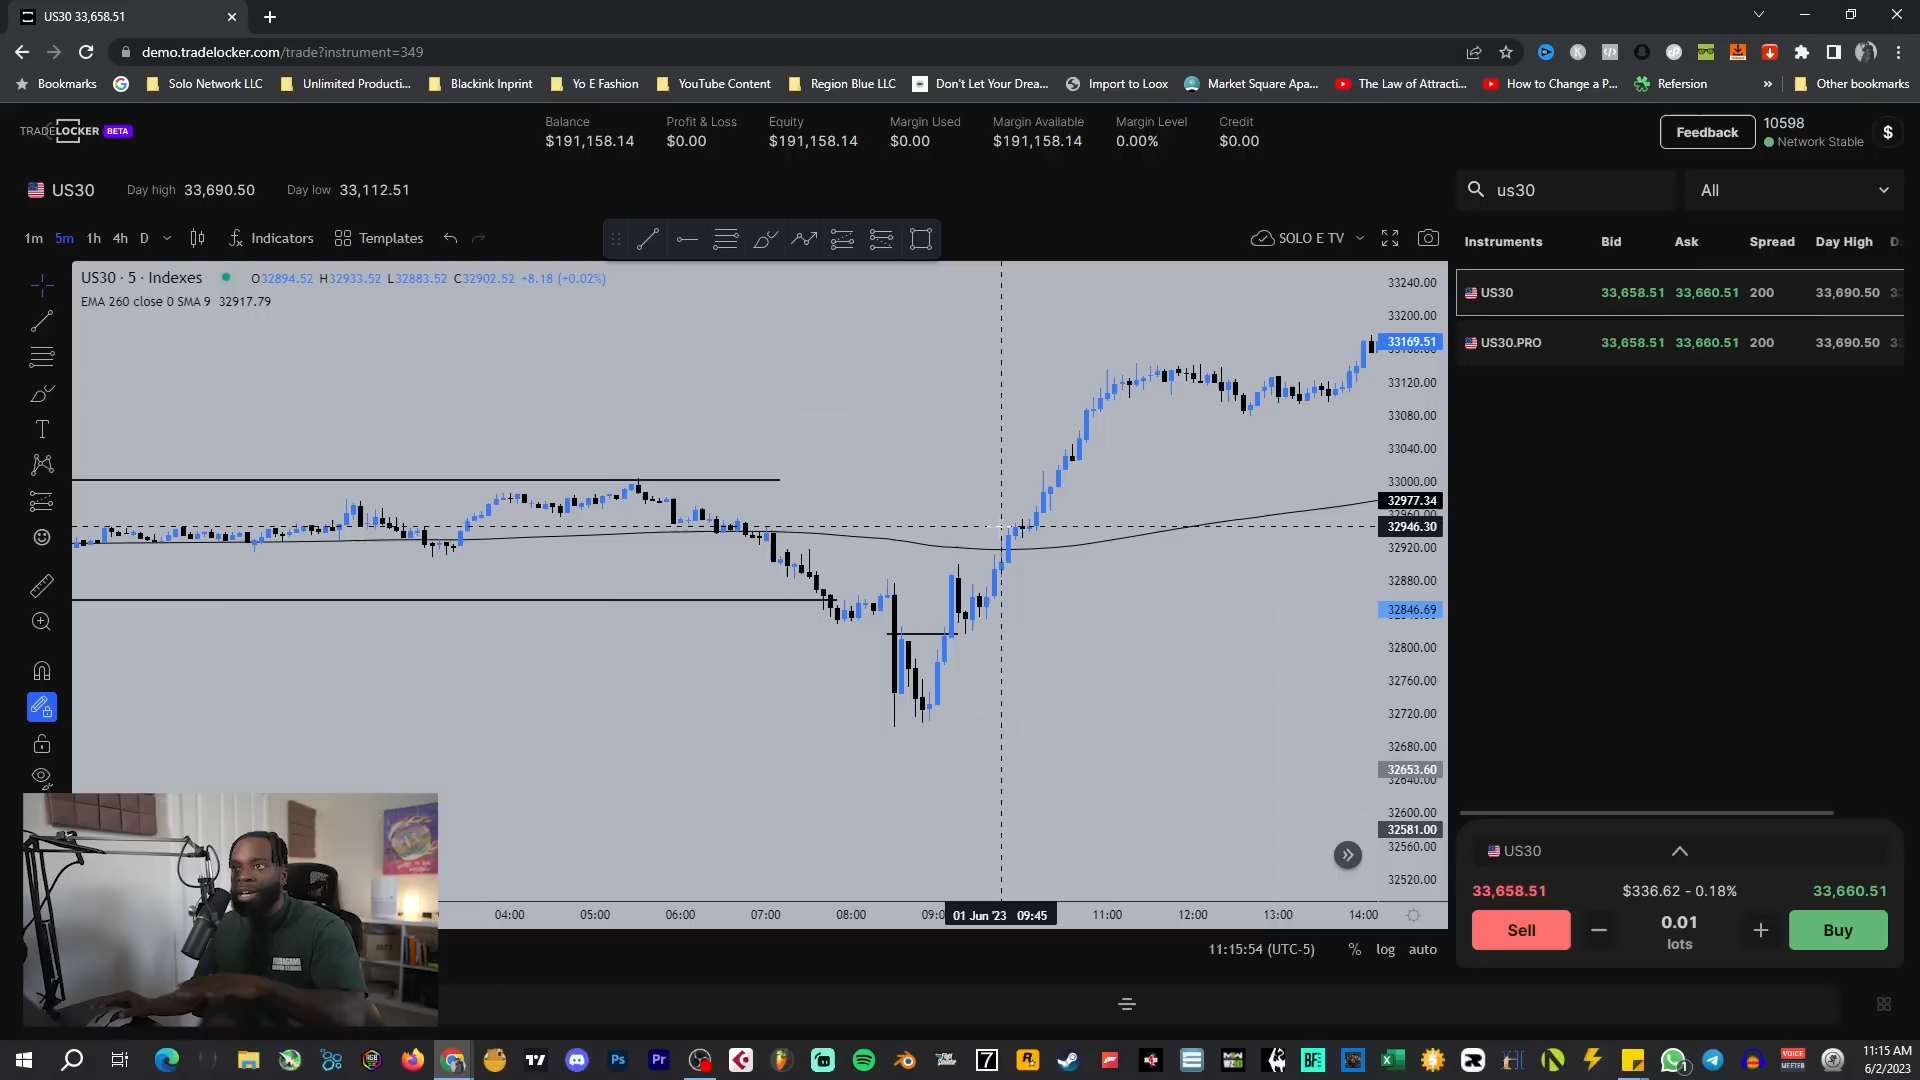 US30 33,658.51
demo.tradelocker.com/trade?instrument=349
Bookmarks
Solo Network LLC
Unlimited Producti...
Blackink Inprint
Yo E Fashion
YouTube Content
Region Blue LLC
Don't Let Your Drea...
Import to Loox
Market Square Apa...
The Law of Attracti...
How to Change a P...
Refersion
»
Other bookmarks
TRADELOCKER BETA
Balance
$191,158.14
Profit & Loss
$0.00
Equity
$191,158.14
Margin Used
$0.00
Margin Available
$191,158.14
Margin Level
0.00%
Credit
$0.00
Feedback
10598
Network Stable
$
US30 Day high 33,690.50 Day low 33,112.51
us30
All
1m 5m 1h 4h D
Indicators
Templates
SOLO E TV
Instruments Bid Ask Spread Day High
US30 33,658.51 33,660.51 200 33,690.50
US30.PRO 33,658.51 33,660.51 200 33,690.50
US30 · 5 · Indexes O32894.52 H32933.52 L32883.52 C32902.52 +8.18 (+0.02%)
EMA 260 close 0 SMA 9 32917.79
33240.00
33200.00
33169.51
33120.00
33080.00
33040.00
33000.00
32977.34
32946.30
32920.00
32880.00
32846.69
32800.00
32760.00
32720.00
32680.00
32653.60
32640.00
32600.00
32581.00
32560.00
32520.00
04:00 05:00 06:00 07:00 08:00 09:0 01 Jun '23 09:45 11:00 12:00 13:00 14:00
11:15:54 (UTC-5) % log auto
US30
33,658.51 $336.62 - 0.18% 33,660.51
Sell
0.01
lots
Buy
11:15 AM
6/2/2023